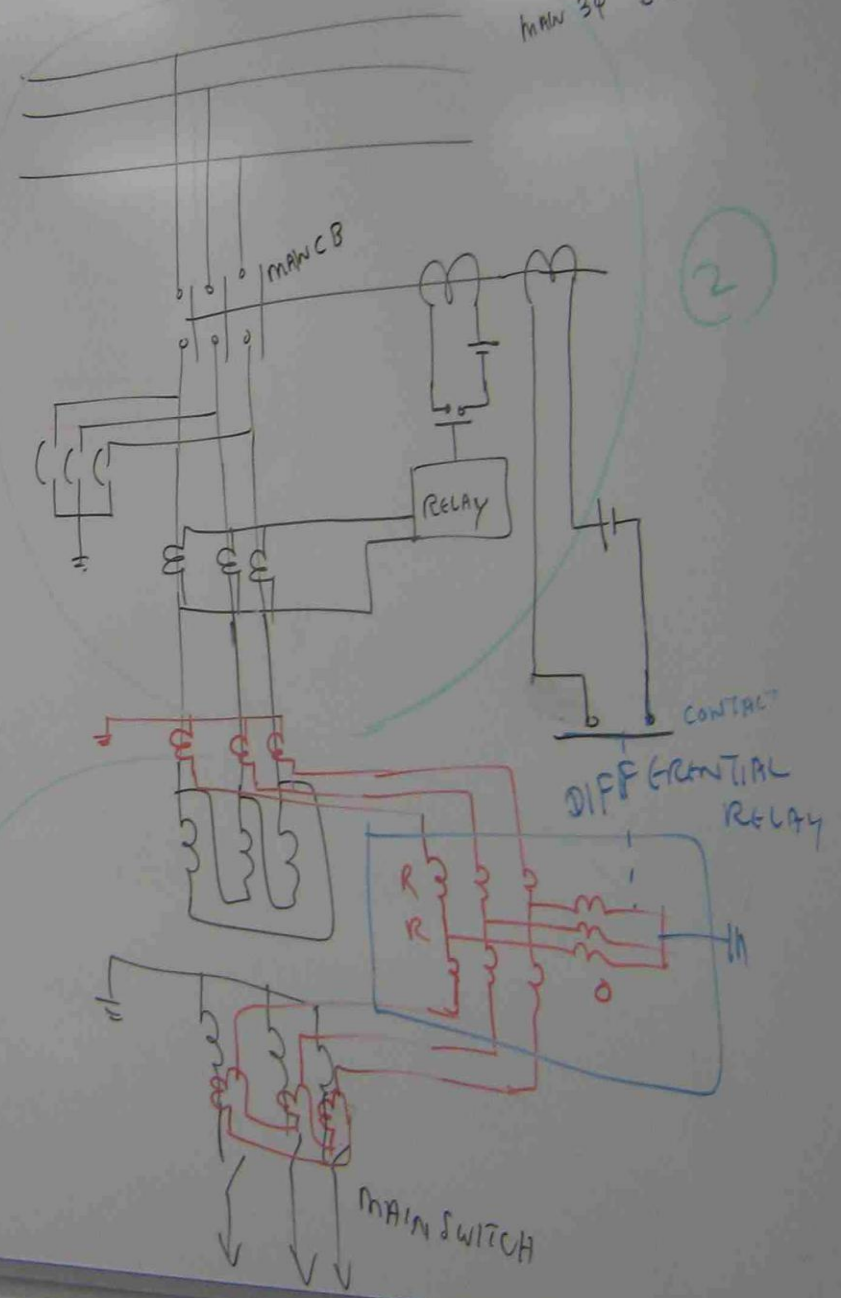 MAIN 3φ
2
MAIN CB
RELAY
CONTACT
DIFFERENTIAL
RELAY
R
R
O
MAIN SWITCH